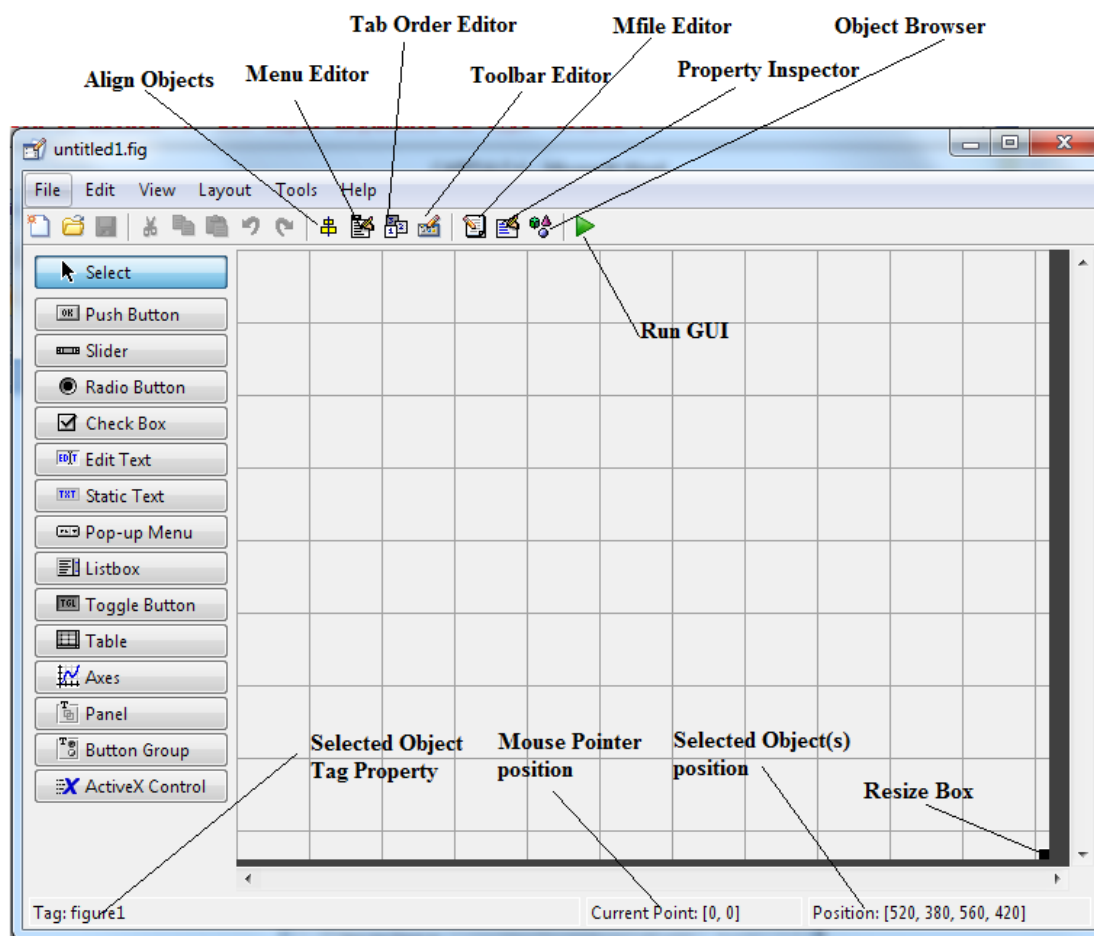 Tab Order Editor
Mfile Editor
Object Browser
Align Objects
Menu Editor
Toolbar Editor
Property Inspector
untitled1.fig
File Edit View Layout Tools Help
Select
Push Button
Slider
Radio Button
Check Box
Edit Text
Static Text
Pop-up Menu
Listbox
Toggle Button
Table
Axes
Panel
Button Group
ActiveX Control
Run GUI
Selected Object
Tag Property
Mouse Pointer
position
Selected Object(s)
position
Resize Box
Tag: figure1
Current Point: [0, 0]
Position: [520, 380, 560, 420]